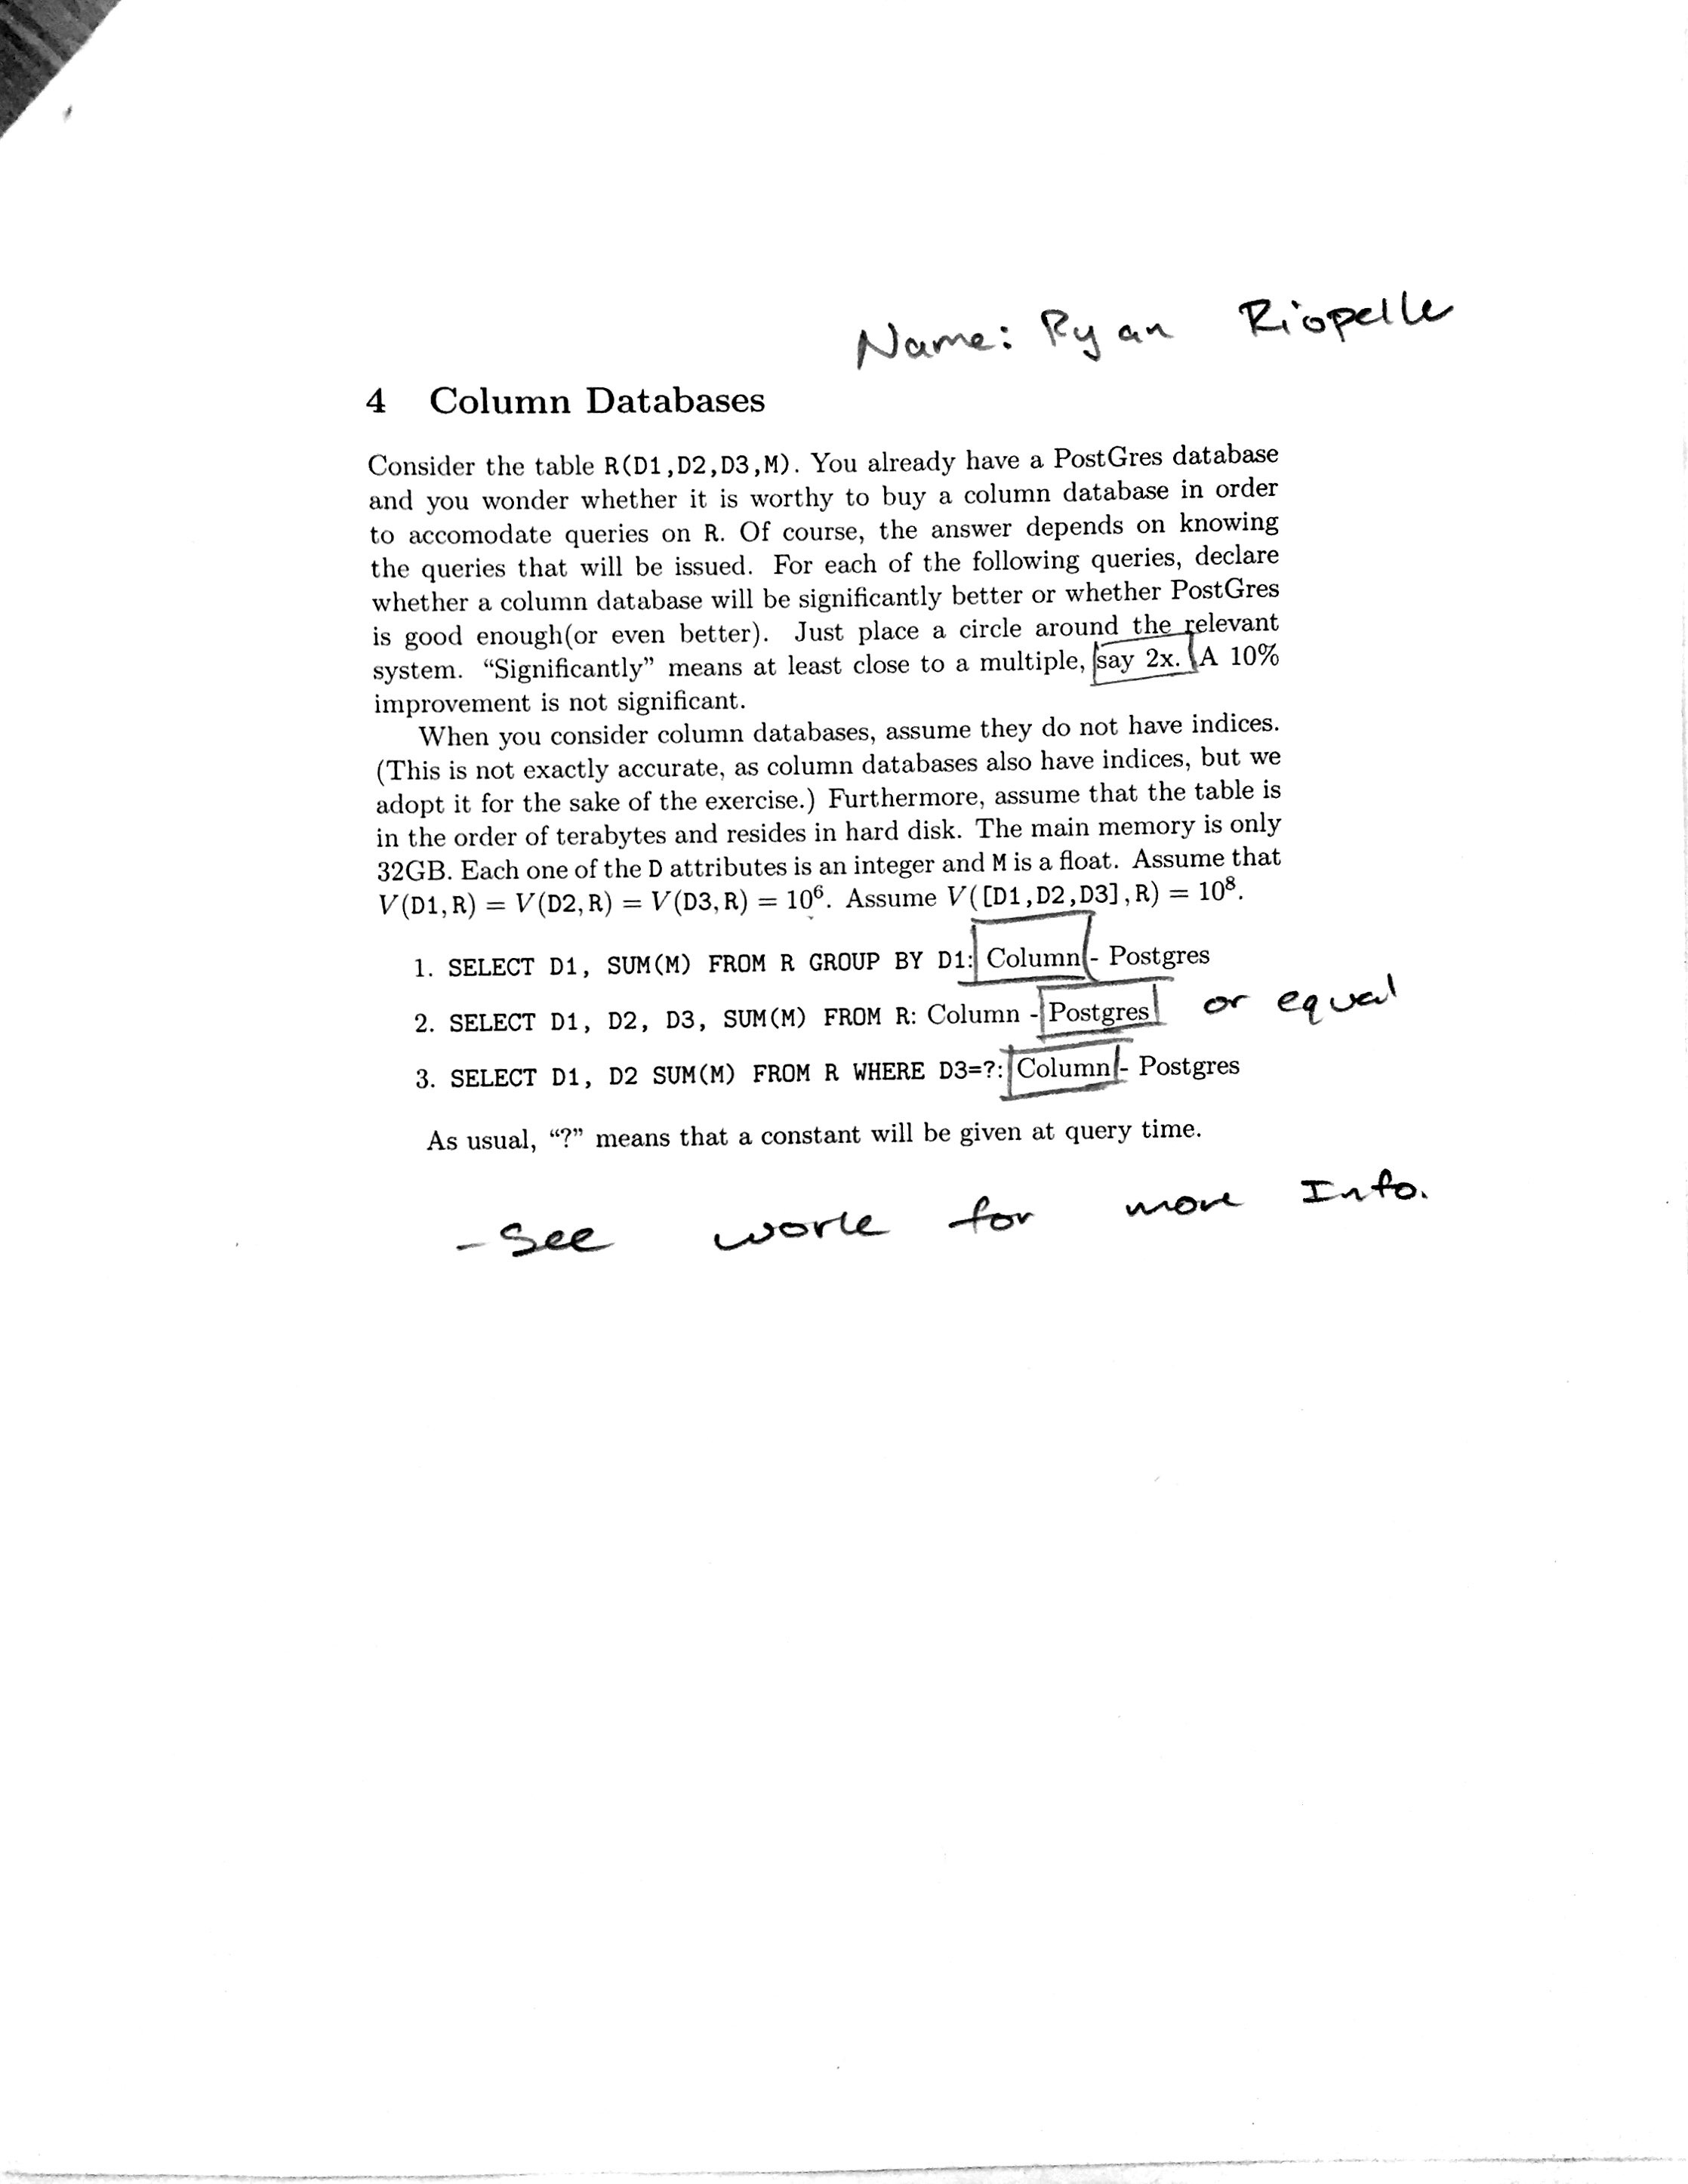 Name: Ryan Riopelle
4 Column Databases
Consider the table R(D1,D2,D3,M). You already have a PostGres database
and you wonder whether it is worthy to buy a column database in order
to accomodate queries on R. Of course, the answer depends on knowing
the queries that will be issued. For each of the following queries, declare
whether a column database will be significantly better or whether PostGres
is good enough(or even better). Just place a circle around the relevant
system. “Significantly” means at least close to a multiple, say 2x. A 10%
improvement is not significant.
When you consider column databases, assume they do not have indices.
(This is not exactly accurate, as column databases also have indices, but we
adopt it for the sake of the exercise.) Furthermore, assume that the table is
in the order of terabytes and resides in hard disk. The main memory is only
32GB. Each one of the D attributes is an integer and M is a float. Assume that
V(D1,R) = V(D2,R) = V(D3,R) = 10⁶. Assume V([D1,D2,D3],R) = 10⁸.
1. SELECT D1, SUM(M) FROM R GROUP BY D1: Column - Postgres
2. SELECT D1, D2, D3, SUM(M) FROM R: Column - Postgres or equal
3. SELECT D1, D2 SUM(M) FROM R WHERE D3=?: Column - Postgres
As usual, “?” means that a constant will be given at query time.
- See work for more Info.